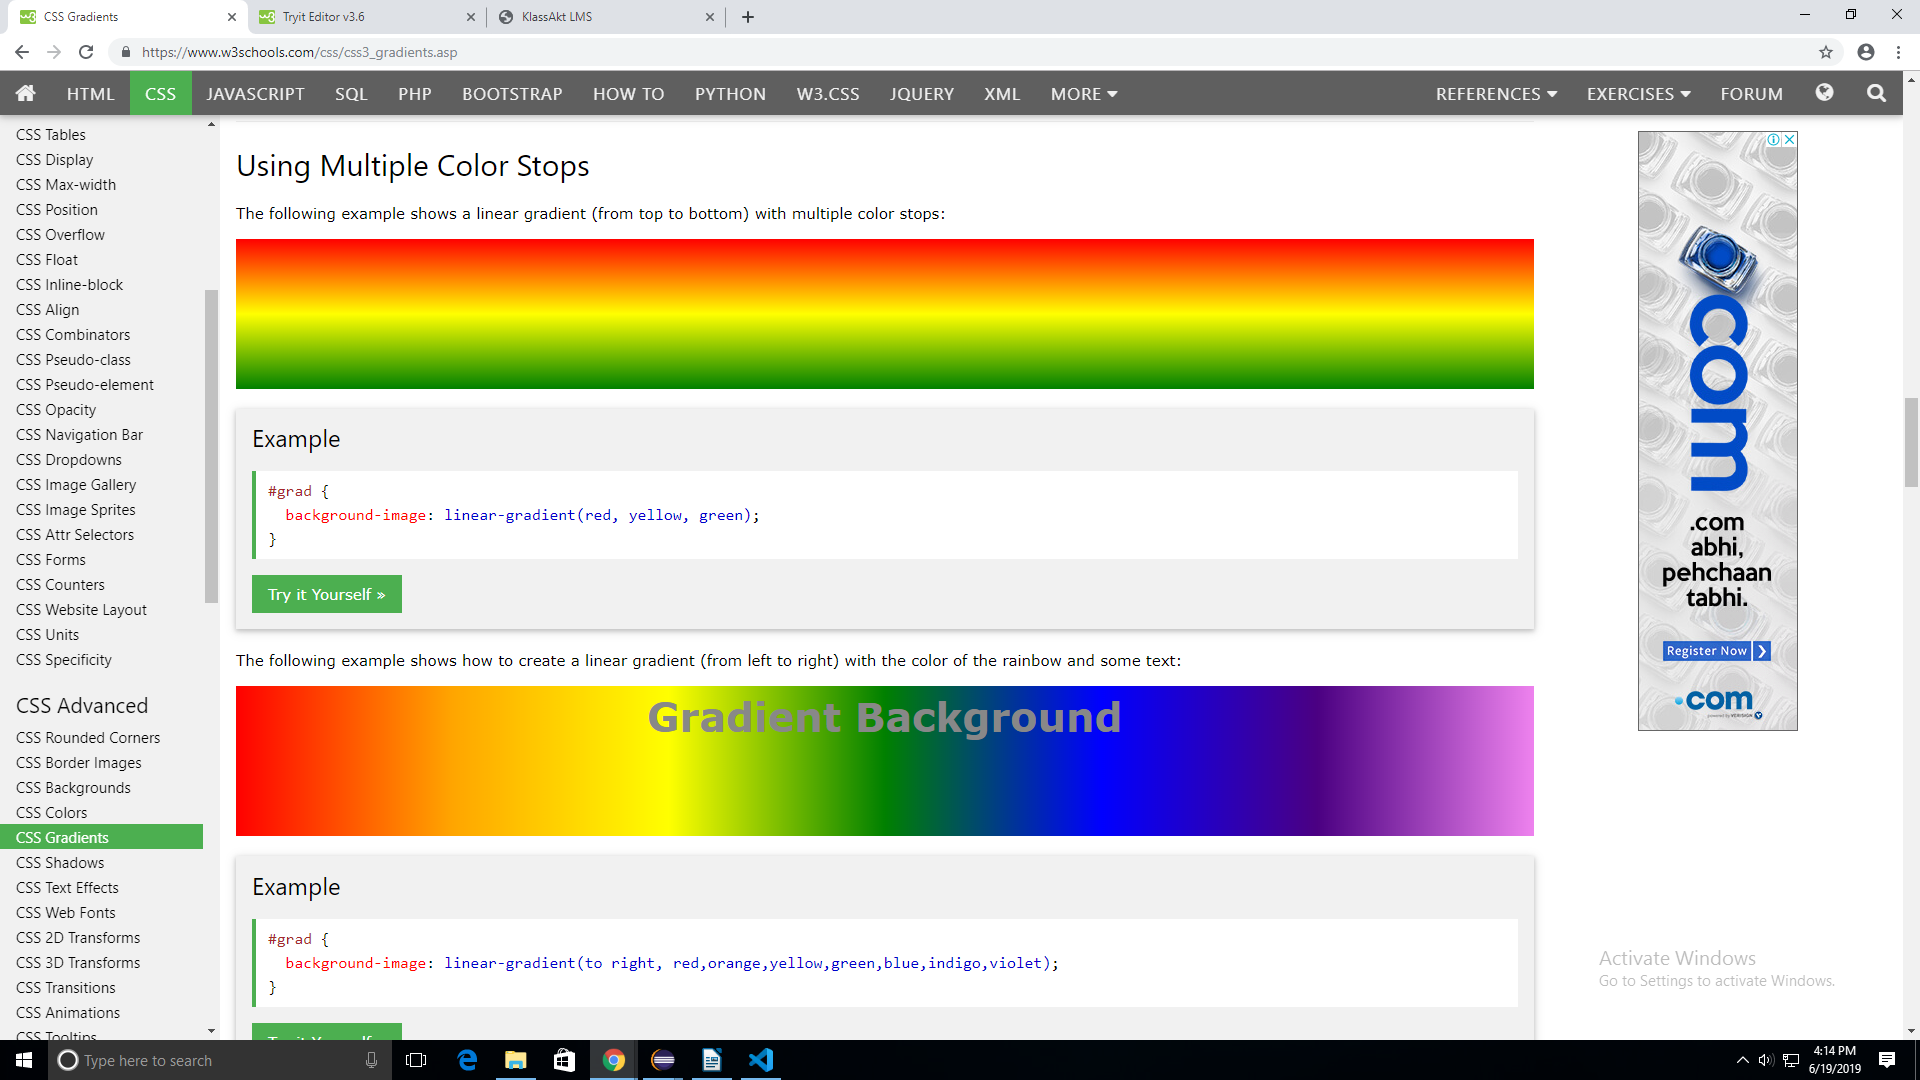 CSS Gradients
Tryit Editor v3.6
KlassAkt LMS
https://www.w3schools.com/css/css3_gradients.asp
HTML
CSS
JAVASCRIPT
SQL
PHP
BOOTSTRAP
HOW TO
PYTHON
W3.CSS
JQUERY
XML
MORE
REFERENCES
EXERCISES
FORUM
CSS Tables
CSS Display
CSS Max-width
CSS Position
CSS Overflow
CSS Float
CSS Inline-block
CSS Align
CSS Combinators
CSS Pseudo-class
CSS Pseudo-element
CSS Opacity
CSS Navigation Bar
CSS Dropdowns
CSS Image Gallery
CSS Image Sprites
CSS Attr Selectors
CSS Forms
CSS Counters
CSS Website Layout
CSS Units
CSS Specificity
CSS Advanced
CSS Rounded Corners
CSS Border Images
CSS Backgrounds
CSS Colors
CSS Gradients
CSS Shadows
CSS Text Effects
CSS Web Fonts
CSS 2D Transforms
CSS 3D Transforms
CSS Transitions
CSS Animations
CSS Tooltips
Using Multiple Color Stops
The following example shows a linear gradient (from top to bottom) with multiple color stops:
Example
#grad {
background-image: linear-gradient(red, yellow, green);
}
Try it Yourself »
The following example shows how to create a linear gradient (from left to right) with the color of the rainbow and some text:
Gradient Background
Example
#grad {
background-image: linear-gradient(to right, red,orange,yellow,green,blue,indigo,violet);
}
Try it Yourself »
com
.com
abhi,
pehchaan
tabhi.
Register Now ❯
.com
powered by VERISIGN
Activate Windows
Go to Settings to activate Windows.
Type here to search
4:14 PM
6/19/2019